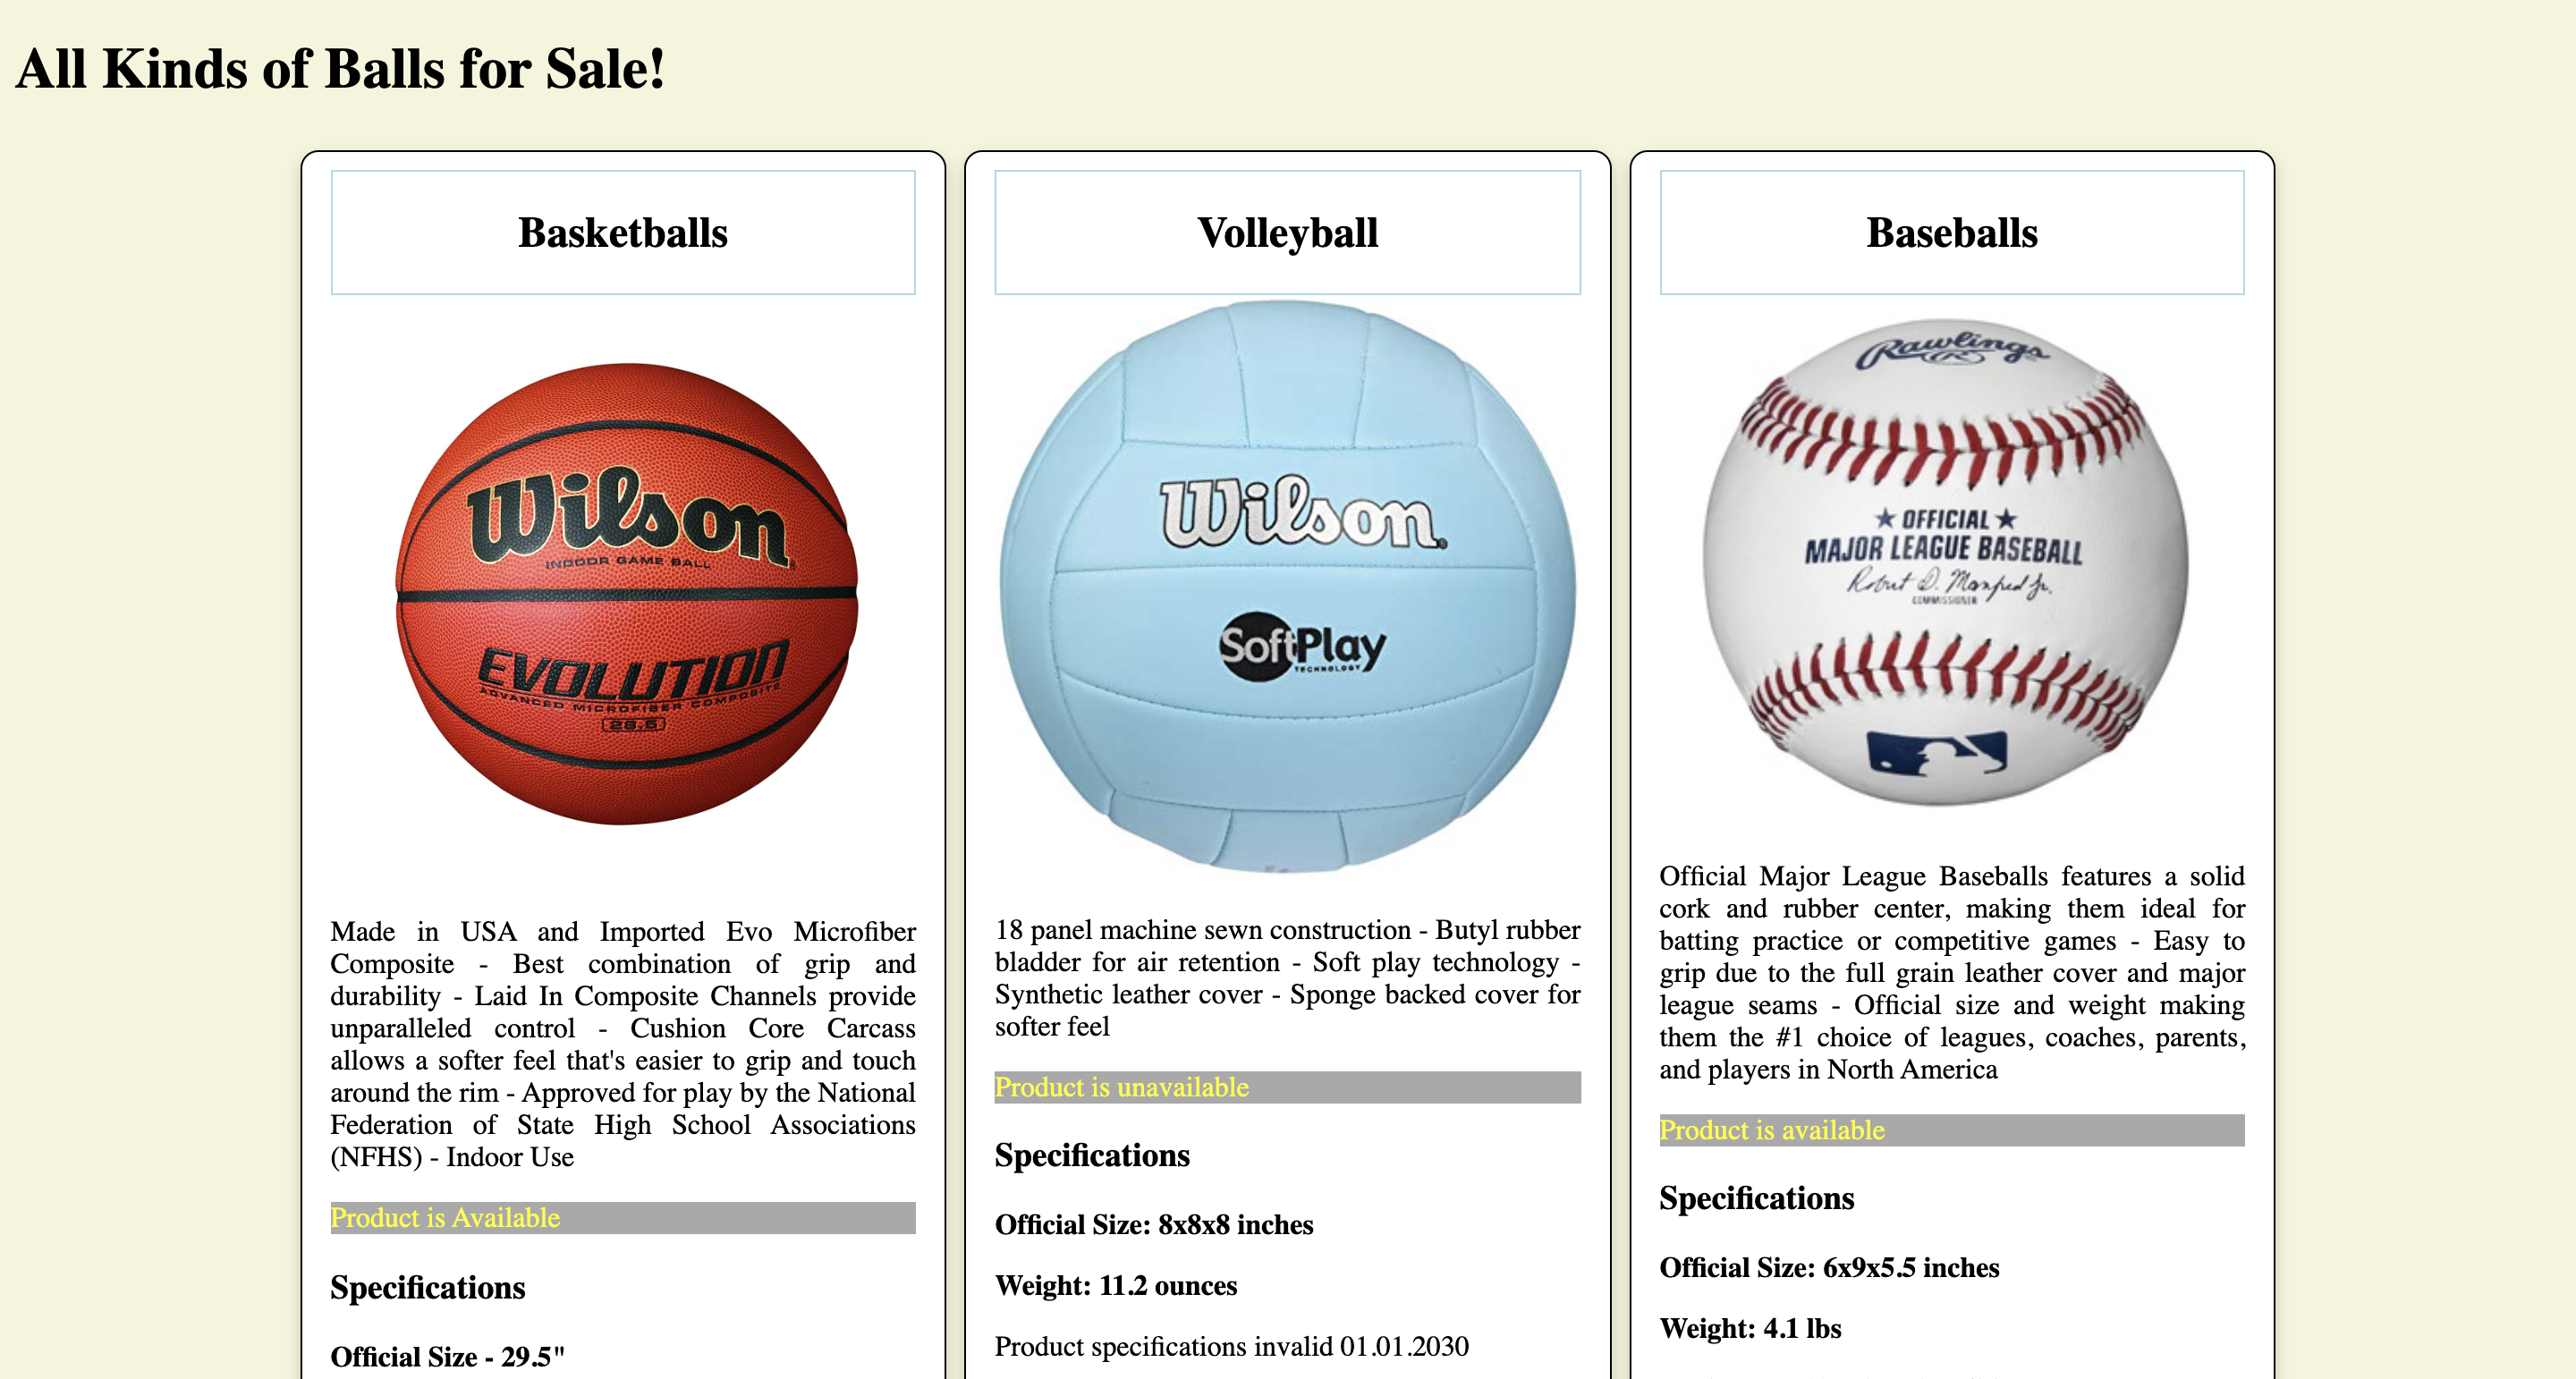 All Kinds of Balls for Sale!
Basketballs
Wilson
INDOOR GAME BALL
EVOLUTION
ADVANCED MICROFIBER COMPOSITE
28.5
Made in USA and Imported Evo Microfiber
Composite - Best combination of grip and
durability - Laid In Composite Channels provide
unparalleled control - Cushion Core Carcass
allows a softer feel that's easier to grip and touch
around the rim - Approved for play by the National
Federation of State High School Associations
(NFHS) - Indoor Use
Product is Available
Specifications
Official Size - 29.5"
Volleyball
Wilson.
SoftPlay
TECHNOLOGY
18 panel machine sewn construction - Butyl rubber
bladder for air retention - Soft play technology -
Synthetic leather cover - Sponge backed cover for
softer feel
Product is unavailable
Specifications
Official Size: 8x8x8 inches
Weight: 11.2 ounces
Product specifications invalid 01.01.2030
Baseballs
Rawlings
R
★ OFFICIAL ★
MAJOR LEAGUE BASEBALL
Robert D. Manfred Jr.
COMMISSIONER
Official Major League Baseballs features a solid
cork and rubber center, making them ideal for
batting practice or competitive games - Easy to
grip due to the full grain leather cover and major
league seams - Official size and weight making
them the #1 choice of leagues, coaches, parents,
and players in North America
Product is available
Specifications
Official Size: 6x9x5.5 inches
Weight: 4.1 lbs